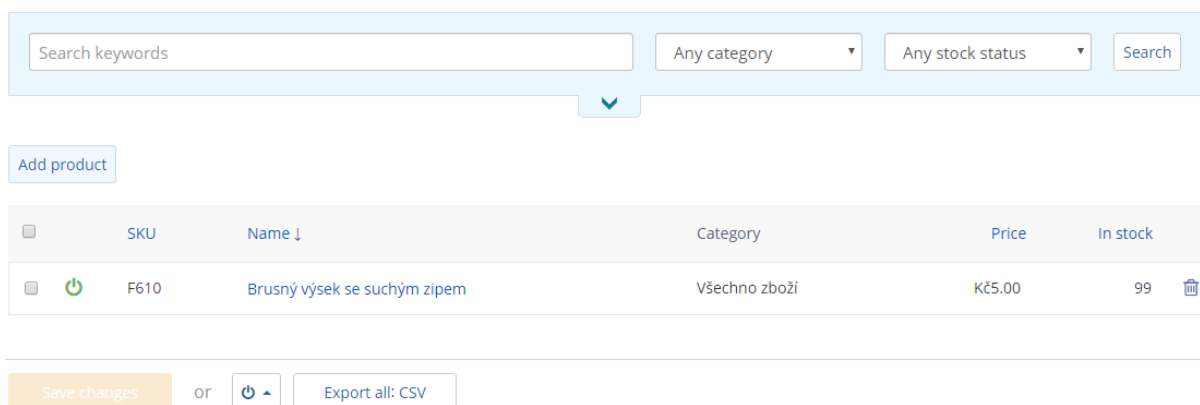 Search keywords Any category Any stock status Search
Add product
SKU Name ↓ Category Price In stock
F610 Brusný výsek se suchým zipem Všechno zboží Kč5.00 99
Save changes or Export all: CSV